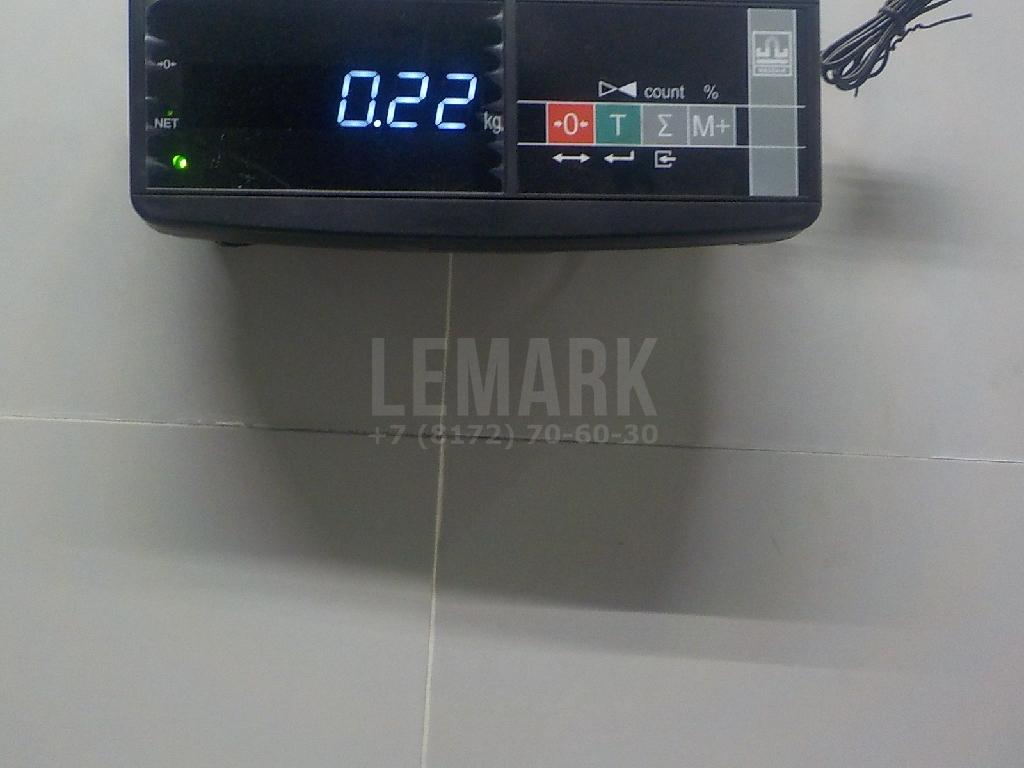 →0←
NET
0.22 kg
count %
→0← T Σ M+
LEMARK
+7 (8172) 70-60-30